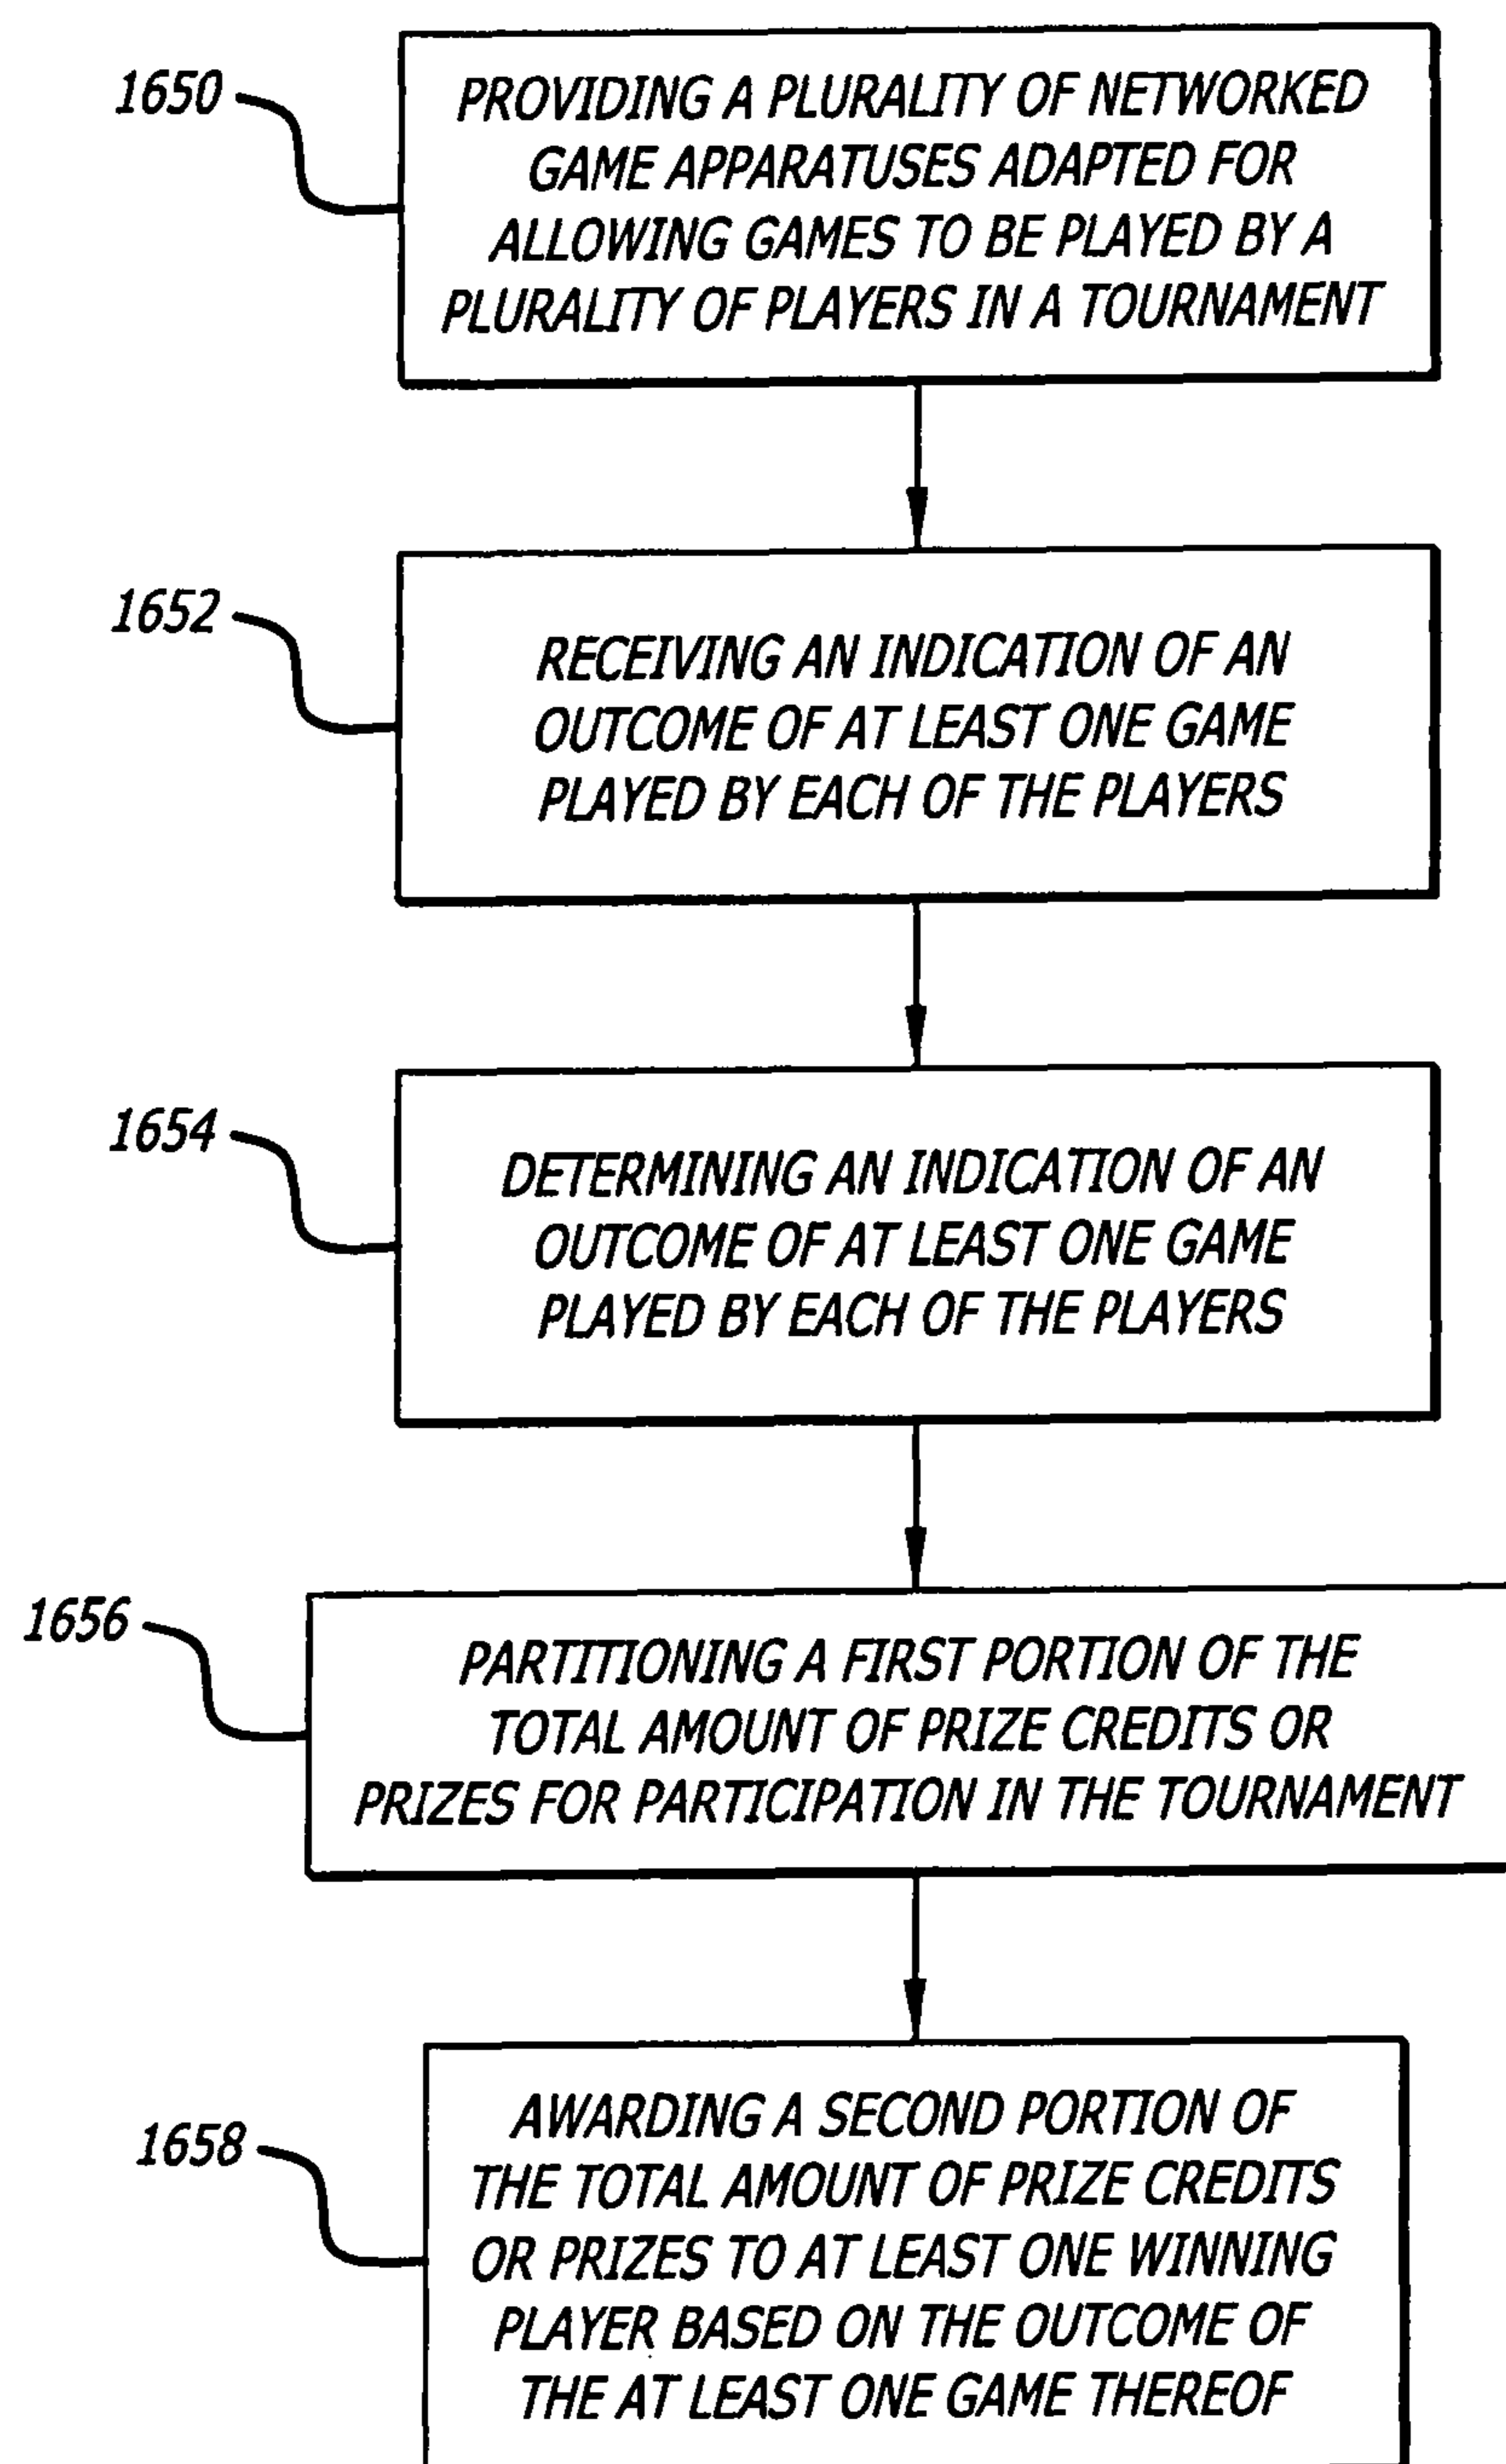 1650
PROVIDING A PLURALITY OF NETWORKED
GAME APPARATUSES ADAPTED FOR
ALLOWING GAMES TO BE PLAYED BY A
PLURALITY OF PLAYERS IN A TOURNAMENT
1652
RECEIVING AN INDICATION OF AN
OUTCOME OF AT LEAST ONE GAME
PLAYED BY EACH OF THE PLAYERS
1654
DETERMINING AN INDICATION OF AN
OUTCOME OF AT LEAST ONE GAME
PLAYED BY EACH OF THE PLAYERS
1656
PARTITIONING A FIRST PORTION OF THE
TOTAL AMOUNT OF PRIZE CREDITS OR
PRIZES FOR PARTICIPATION IN THE TOURNAMENT
1658
AWARDING A SECOND PORTION OF
THE TOTAL AMOUNT OF PRIZE CREDITS
OR PRIZES TO AT LEAST ONE WINNING
PLAYER BASED ON THE OUTCOME OF
THE AT LEAST ONE GAME THEREOF